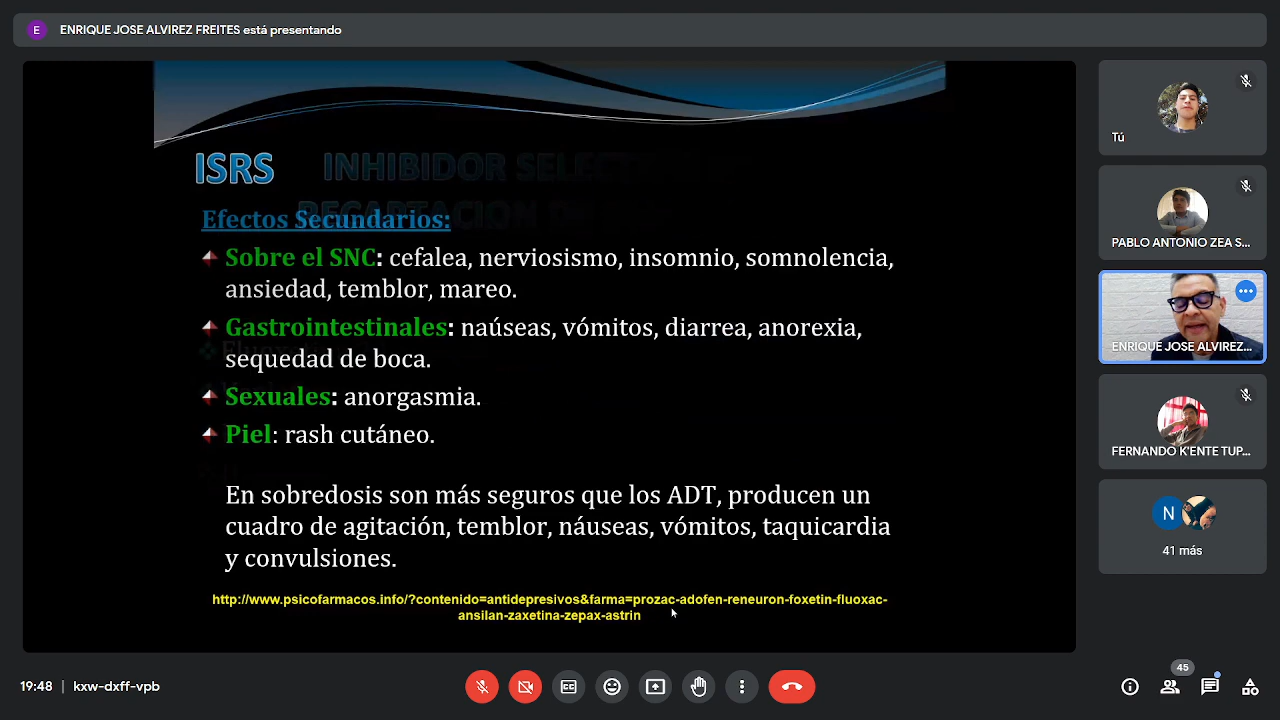 E ENRIQUE JOSE ALVIREZ FREITES está presentando
ISRS INHIBIDOR
Efectos Secundarios:
Sobre el SNC: cefalea, nerviosismo, insomnio, somnolencia,
ansiedad, temblor, mareo.
Gastrointestinales: naúseas, vómitos, diarrea, anorexia,
sequedad de boca.
Sexuales: anorgasmia.
Piel: rash cutáneo.
En sobredosis son más seguros que los ADT, producen un
cuadro de agitación, temblor, náuseas, vómitos, taquicardia
y convulsiones.
http://www.psicofarmacos.info/?contenido=antidepresivos&farma=prozac-adofen-reneuron-foxetin-fluoxac-
ansilan-zaxetina-zepax-astrin
Tú
PABLO ANTONIO ZEA S...
ENRIQUE JOSE ALVIREZ...
FERNANDO K'ENTE TUP...
N
41 más
19:48 | kxw-dxff-vpb
45